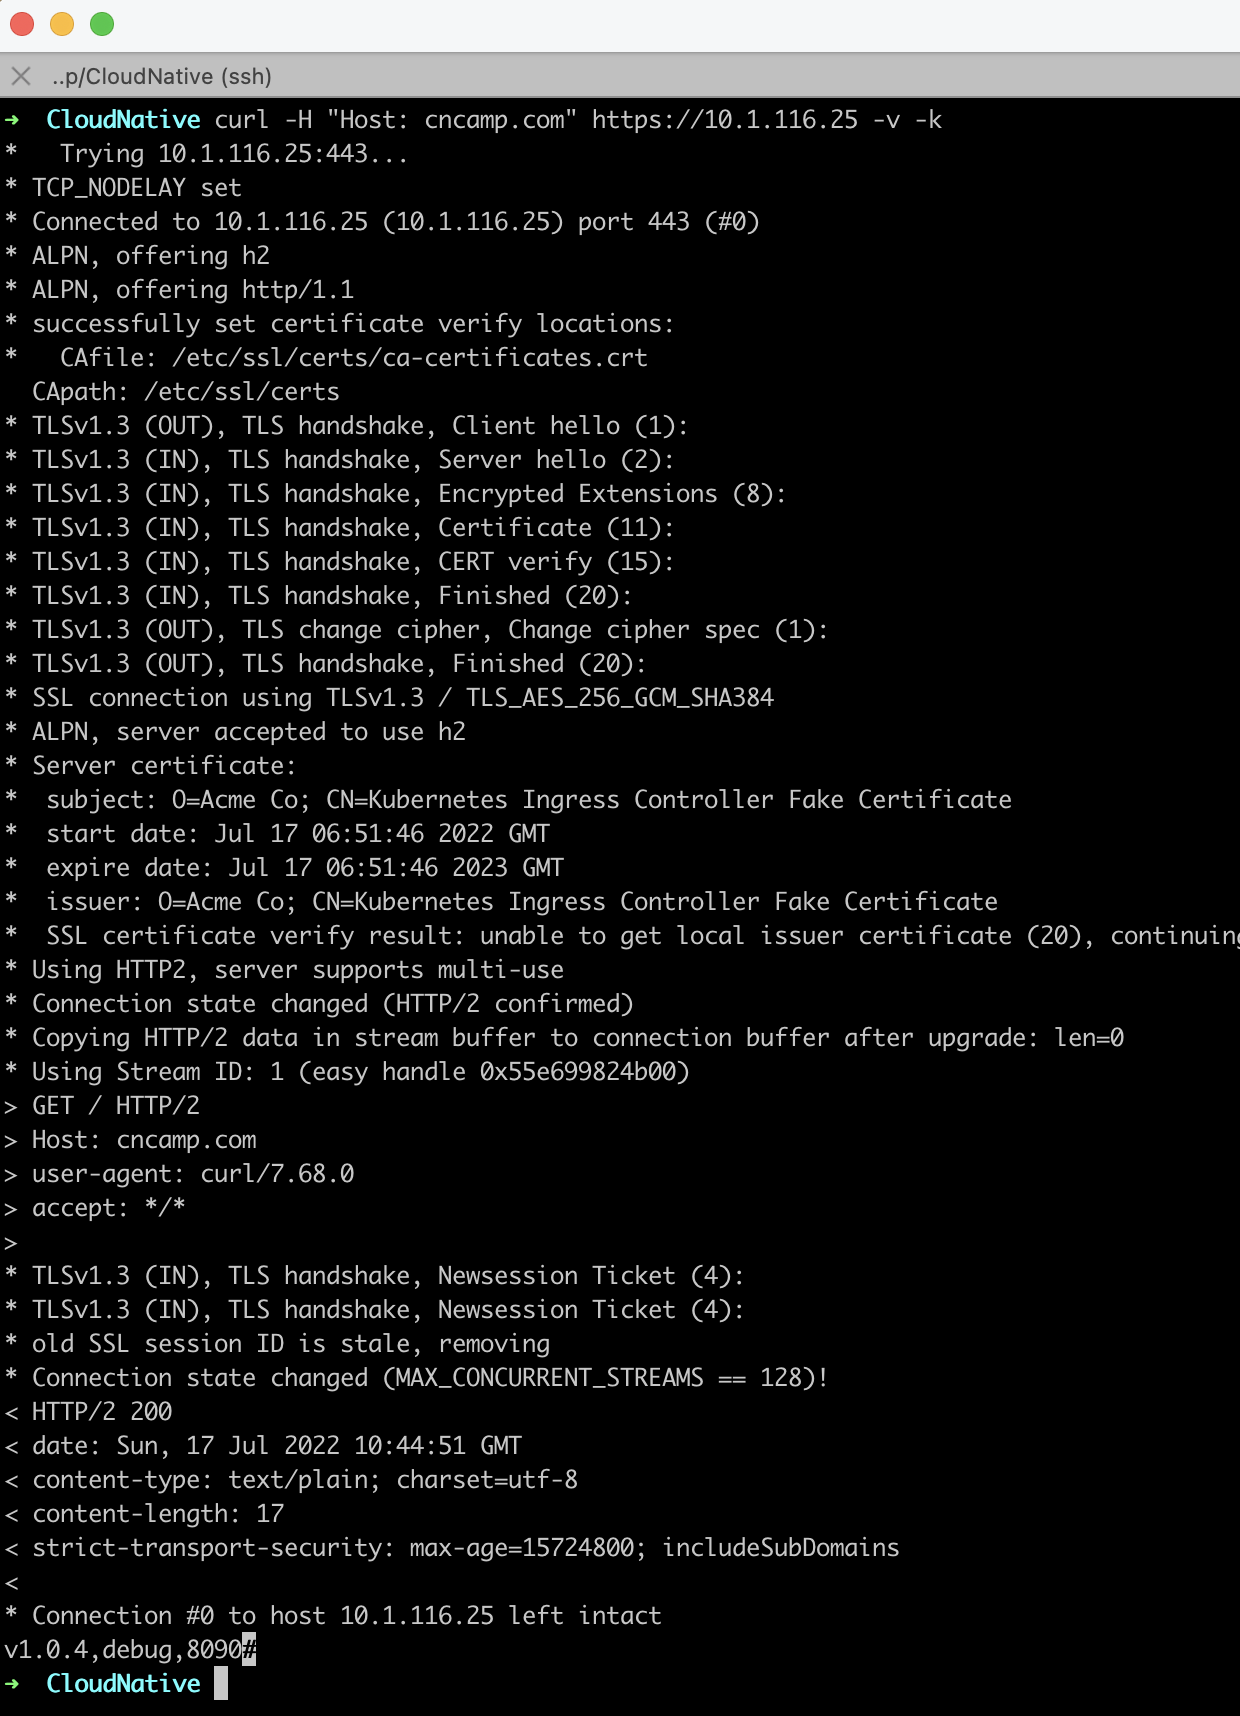 ..p/CloudNative (ssh)
➜ CloudNative curl -H "Host: cncamp.com" https://10.1.116.25 -v -k
*   Trying 10.1.116.25:443...
* TCP_NODELAY set
* Connected to 10.1.116.25 (10.1.116.25) port 443 (#0)
* ALPN, offering h2
* ALPN, offering http/1.1
* successfully set certificate verify locations:
*   CAfile: /etc/ssl/certs/ca-certificates.crt
  CApath: /etc/ssl/certs
* TLSv1.3 (OUT), TLS handshake, Client hello (1):
* TLSv1.3 (IN), TLS handshake, Server hello (2):
* TLSv1.3 (IN), TLS handshake, Encrypted Extensions (8):
* TLSv1.3 (IN), TLS handshake, Certificate (11):
* TLSv1.3 (IN), TLS handshake, CERT verify (15):
* TLSv1.3 (IN), TLS handshake, Finished (20):
* TLSv1.3 (OUT), TLS change cipher, Change cipher spec (1):
* TLSv1.3 (OUT), TLS handshake, Finished (20):
* SSL connection using TLSv1.3 / TLS_AES_256_GCM_SHA384
* ALPN, server accepted to use h2
* Server certificate:
*  subject: O=Acme Co; CN=Kubernetes Ingress Controller Fake Certificate
*  start date: Jul 17 06:51:46 2022 GMT
*  expire date: Jul 17 06:51:46 2023 GMT
*  issuer: O=Acme Co; CN=Kubernetes Ingress Controller Fake Certificate
*  SSL certificate verify result: unable to get local issuer certificate (20), continuing
* Using HTTP2, server supports multi-use
* Connection state changed (HTTP/2 confirmed)
* Copying HTTP/2 data in stream buffer to connection buffer after upgrade: len=0
* Using Stream ID: 1 (easy handle 0x55e699824b00)
> GET / HTTP/2
> Host: cncamp.com
> user-agent: curl/7.68.0
> accept: */*
>
* TLSv1.3 (IN), TLS handshake, Newsession Ticket (4):
* TLSv1.3 (IN), TLS handshake, Newsession Ticket (4):
* old SSL session ID is stale, removing
* Connection state changed (MAX_CONCURRENT_STREAMS == 128)!
< HTTP/2 200
< date: Sun, 17 Jul 2022 10:44:51 GMT
< content-type: text/plain; charset=utf-8
< content-length: 17
< strict-transport-security: max-age=15724800; includeSubDomains
<
* Connection #0 to host 10.1.116.25 left intact
v1.0.4,debug,8090#
➜ CloudNative